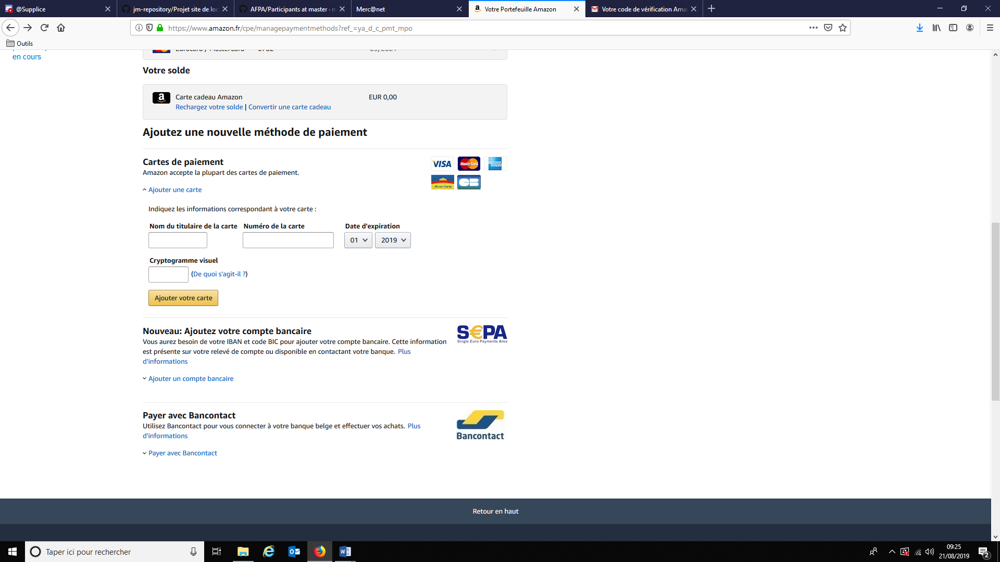 @Supplice
jm-repository/Projet site de loc
AFPA/Participants at master · m
Merc@net
Votre Portefeuille Amazon
Votre code de vérification Ama
https://www.amazon.fr/cpe/managepaymentmethods?ref_=ya_d_c_pmt_mpo
Outils
en cours
Votre solde
Carte cadeau Amazon EUR 0,00
Rechargez votre solde | Convertir une carte cadeau
Ajoutez une nouvelle méthode de paiement
Cartes de paiement
VISA MasterCard AMERICAN EXPRESS
Amazon accepte la plupart des cartes de paiement.
Aurore CB
Ajouter une carte
Indiquez les informations correspondant à votre carte :
Nom du titulaire de la carte Numéro de la carte Date d'expiration
01 2019
Cryptogramme visuel
(De quoi s'agit-il ?)
Ajouter votre carte
Nouveau: Ajoutez votre compte bancaire
S€PA
Single Euro Payments Area
Vous aurez besoin de votre IBAN et code BIC pour ajouter votre compte bancaire. Cette information
est présente sur votre relevé de compte ou disponible en contactant votre banque. Plus
d'informations
Ajouter un compte bancaire
Payer avec Bancontact
Utilisez Bancontact pour vous connecter à votre banque belge et effectuer vos achats. Plus
d'informations
Bancontact
Payer avec Bancontact
Retour en haut
Taper ici pour rechercher
09:25
21/08/2019
2